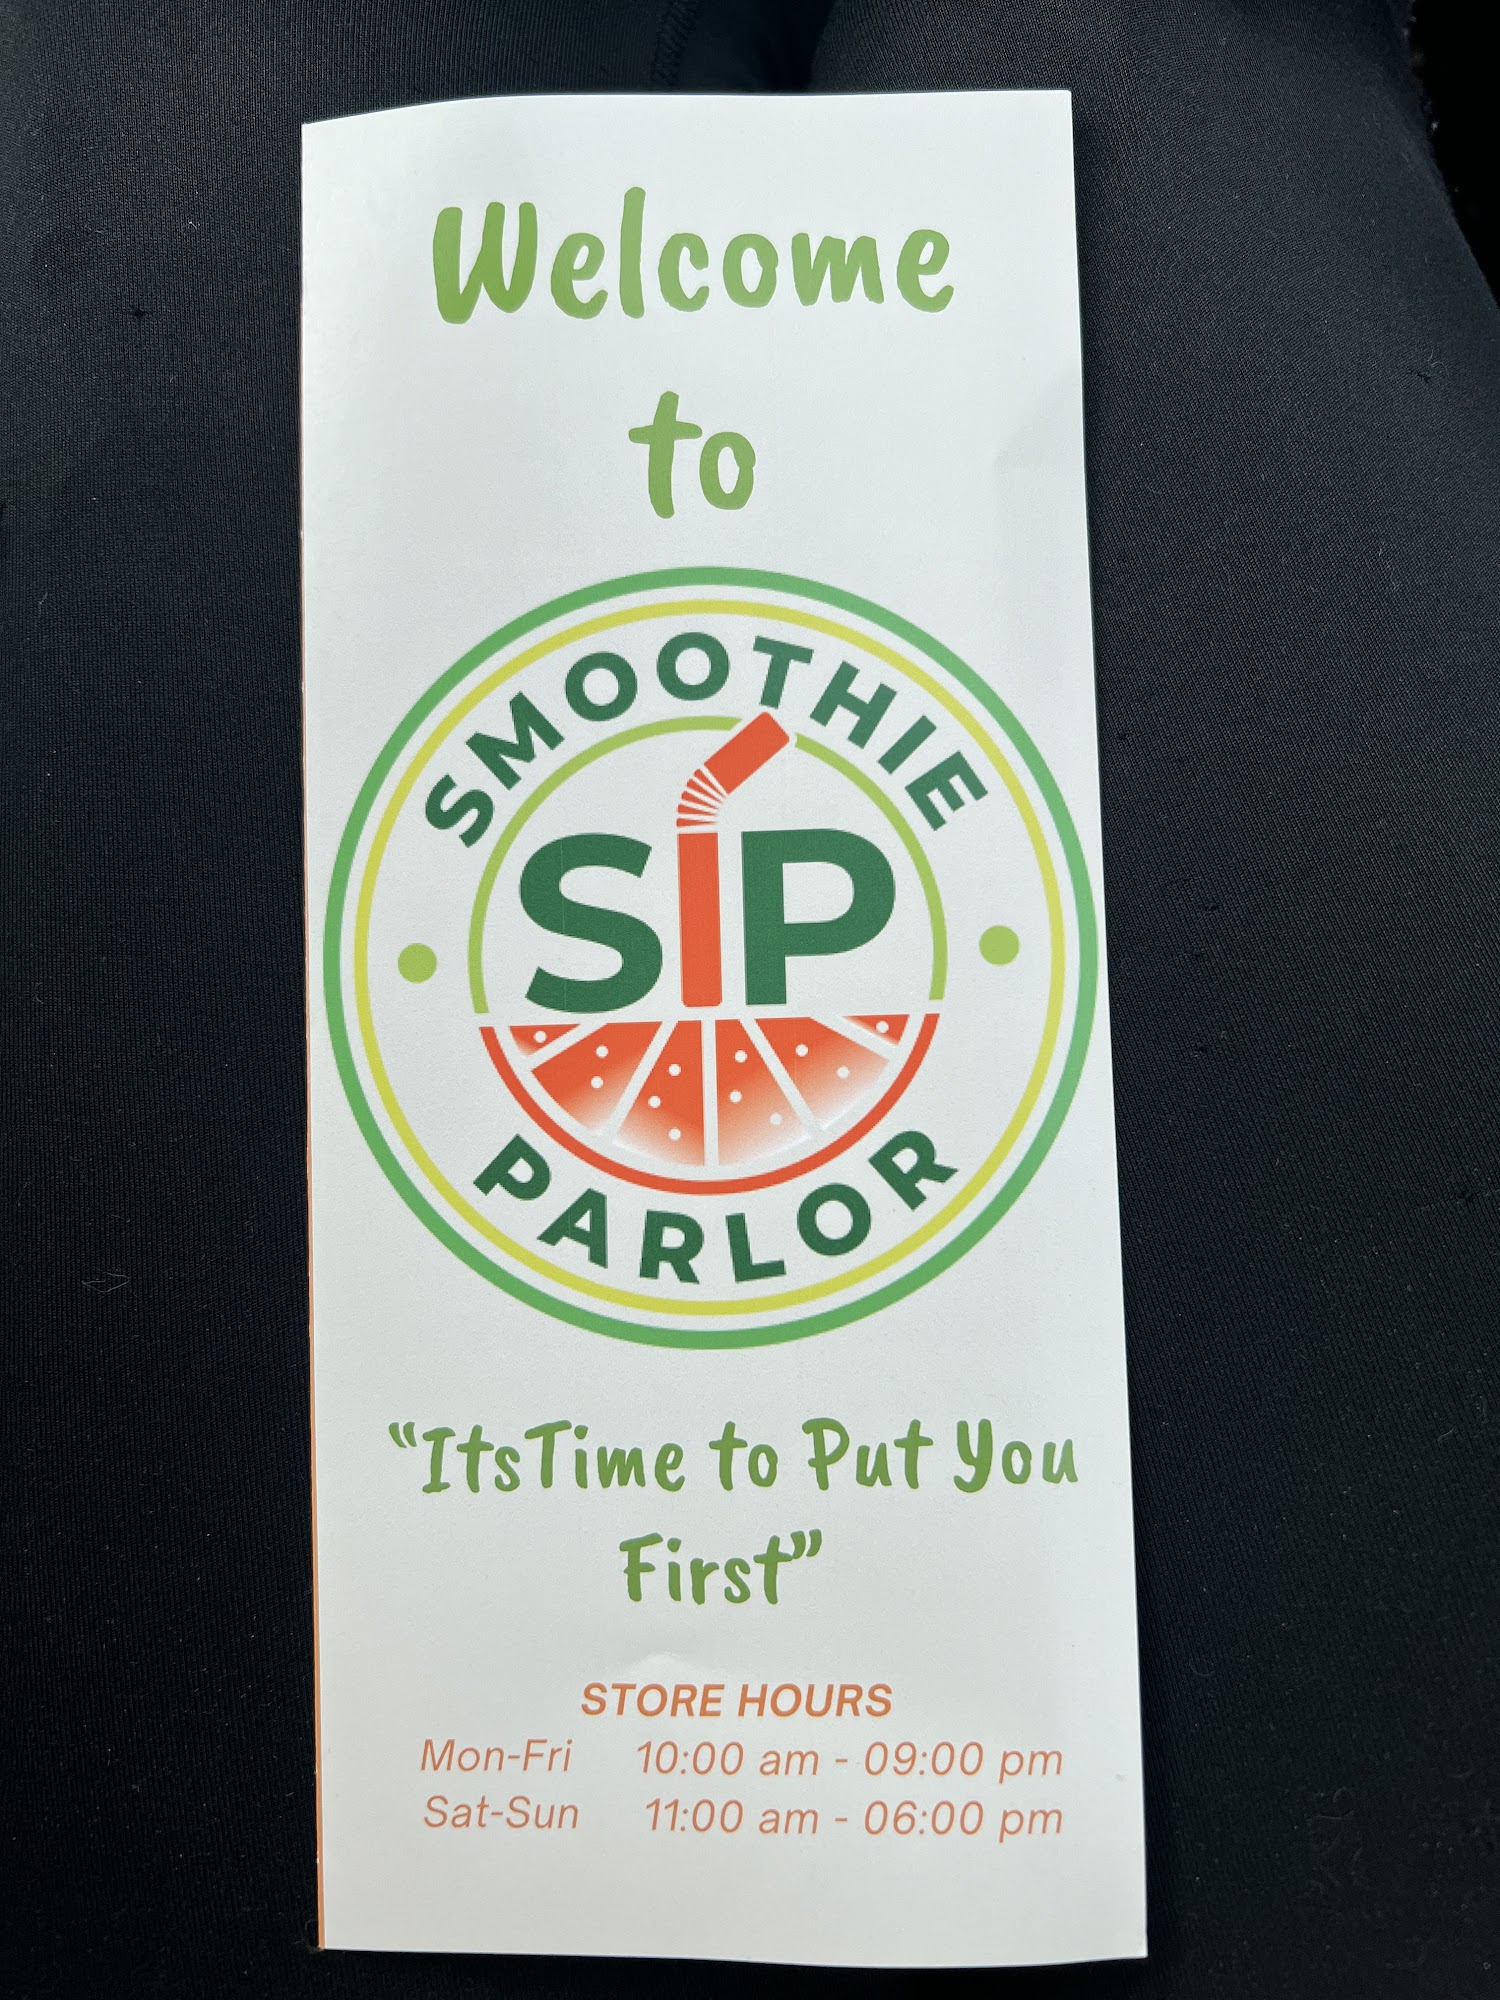 Welcome
to
SMOOTHIE
SIP
PARLOR
“ItsTime to Put You
First”
STORE HOURS
Mon-Fri 10:00 am - 09:00 pm
Sat-Sun 11:00 am - 06:00 pm